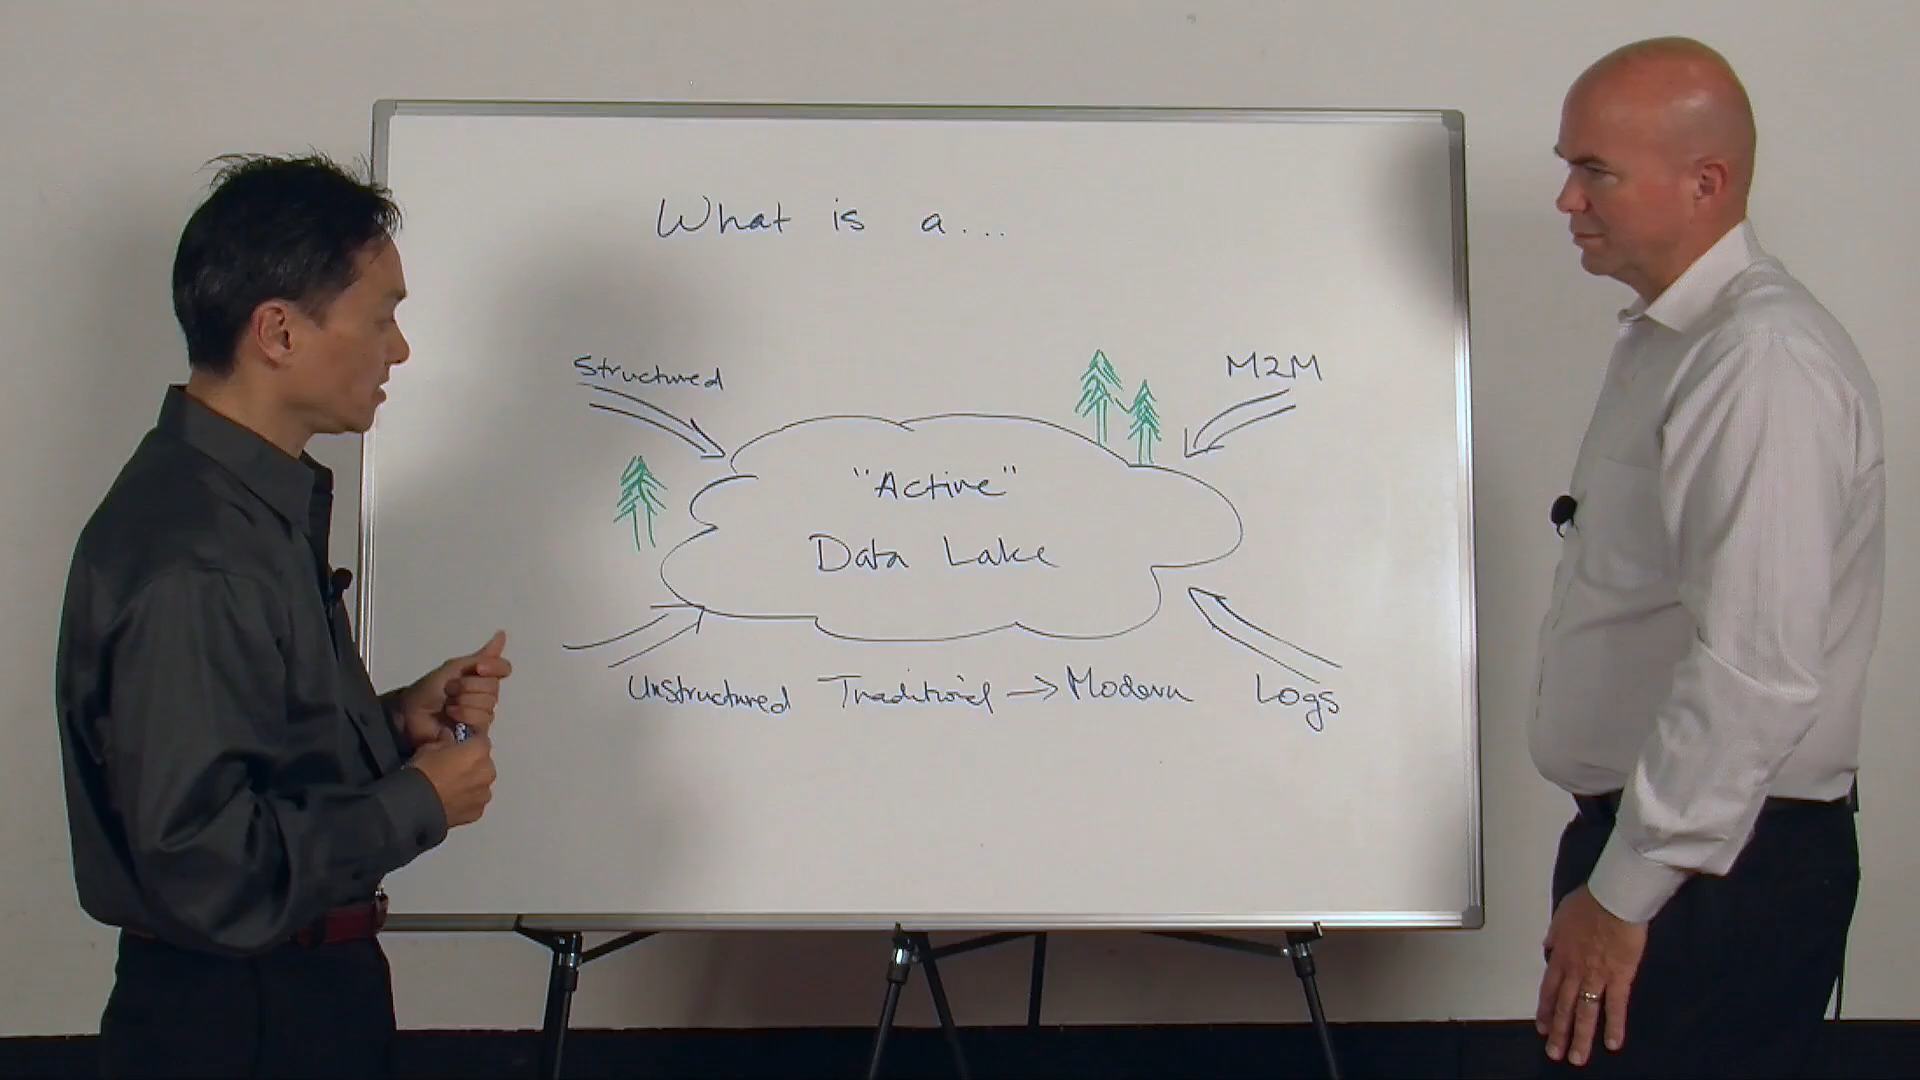 What is a...
Structured
M2M
"Active"
Data Lake
Unstructured Traditional → Modern Logs